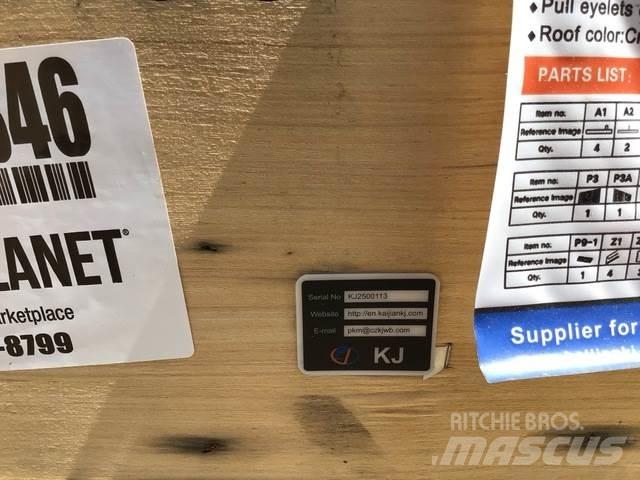 546
LANET®
arketplace
-8799
Serial No KJ2500113
Website http://en.kaijiankj.com
E-mail pkm@czkjwb.com
KJ
Pull eyelets
Roof color:Cr
PARTS LIST:
Item no. A1 A2
Reference Image
Qty. 4 2
Item no. P3 P3A
Reference Image
Qty. 1 1
Item no. P9-1 Z1
Reference Image
Qty. 1 4
Supplier for
RITCHIE BROS.
MASCUS